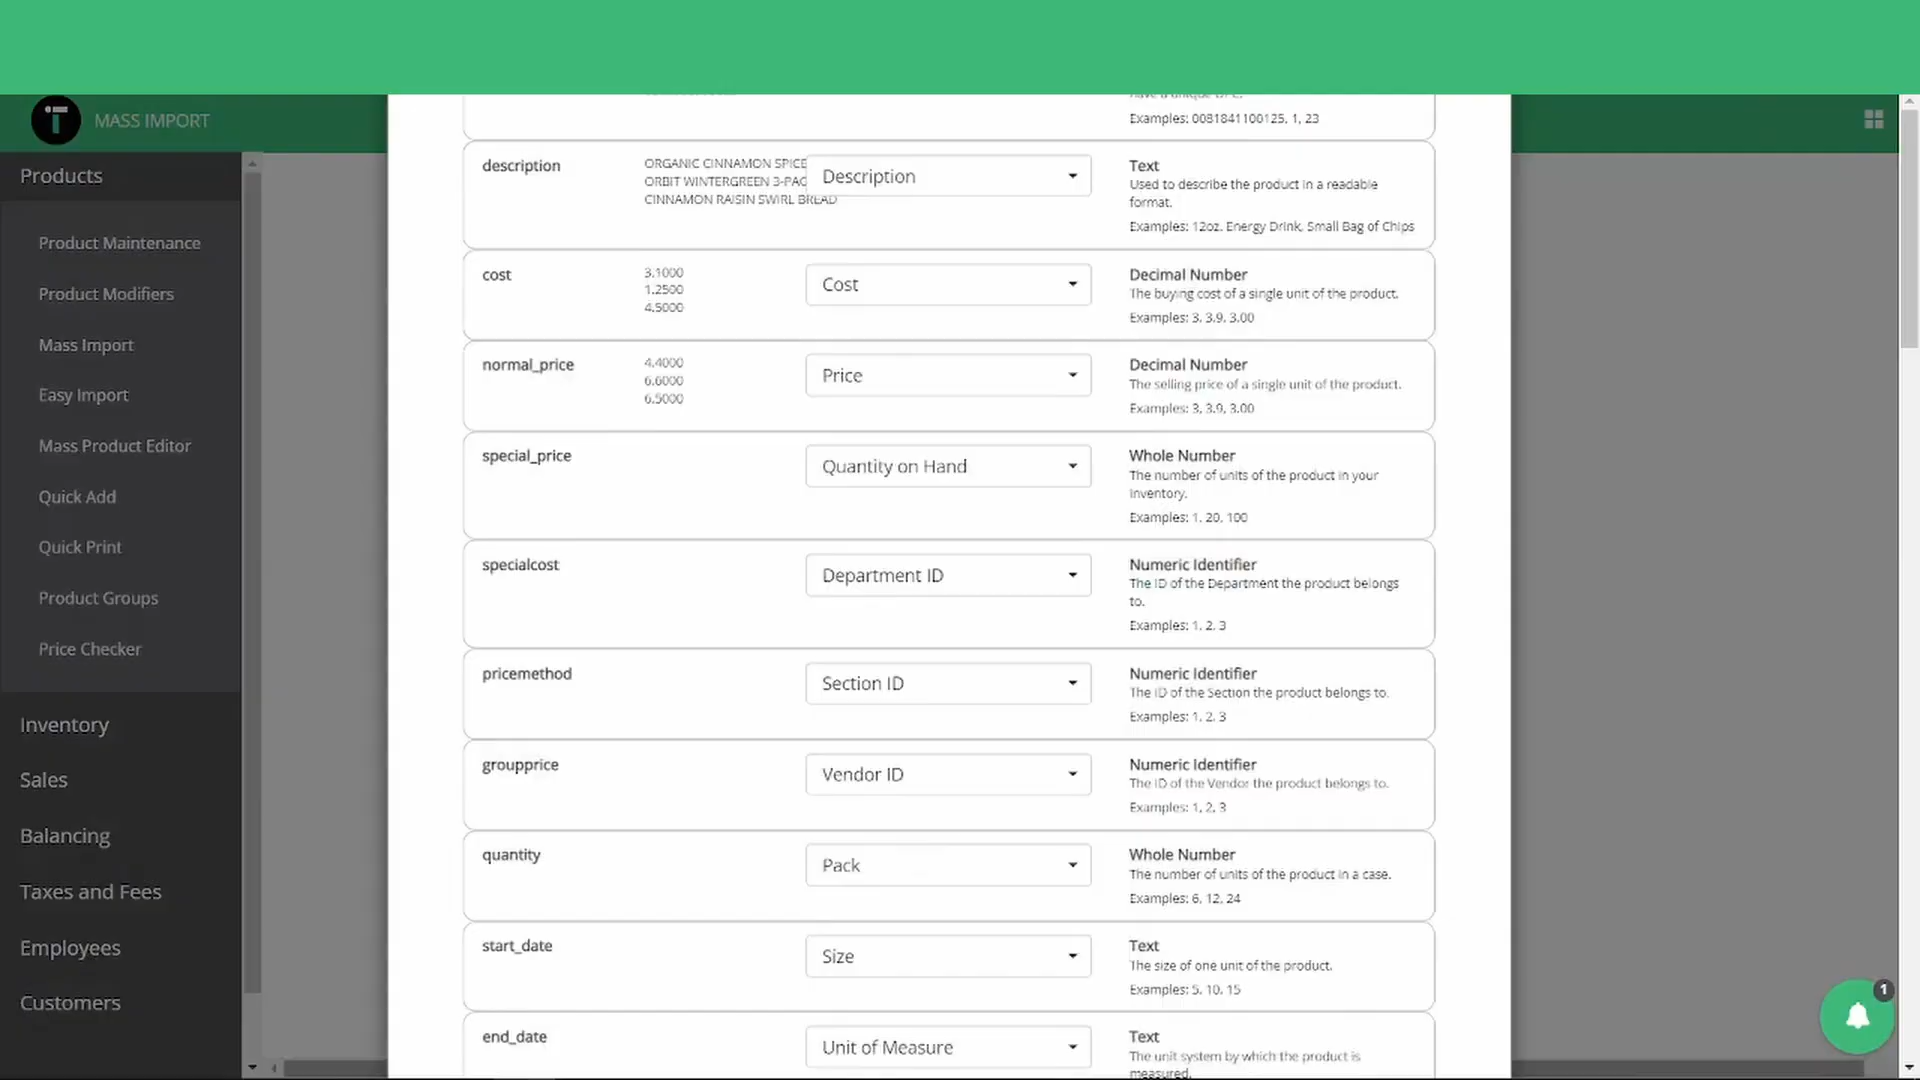 MASS IMPORT
Products
Product Maintenance
Product Modifiers
Mass Import
Easy Import
Mass Product Editor
Quick Add
Quick Print
Product Groups
Price Checker
Inventory
Sales
Balancing
Taxes and Fees
Employees
Customers
Examples: 0081841100125, 1, 23
description
ORGANIC CINNAMON SPICE
ORBIT WINTERGREEN 3-PAC
CINNAMON RAISIN SWIRL BREAD
Description
Text
Used to describe the product in a readable
format.
Examples: 12oz. Energy Drink, Small Bag of Chips
cost
3.1000
1.2500
4.5000
Cost
Decimal Number
The buying cost of a single unit of the product.
Examples: 3, 3.9, 3.00
normal_price
4.4000
6.6000
6.5000
Price
Decimal Number
The selling price of a single unit of the product.
Examples: 3, 3.9, 3.00
special_price
Quantity on Hand
Whole Number
The number of units of the product in your
inventory.
Examples: 1, 20, 100
specialcost
Department ID
Numeric Identifier
The ID of the Department the product belongs
to.
Examples: 1, 2, 3
pricemethod
Section ID
Numeric Identifier
The ID of the Section the product belongs to.
Examples: 1, 2, 3
groupprice
Vendor ID
Numeric Identifier
The ID of the Vendor the product belongs to.
Examples: 1, 2, 3
quantity
Pack
Whole Number
The number of units of the product in a case.
Examples: 6, 12, 24
start_date
Size
Text
The size of one unit of the product.
Examples: 5, 10, 15
end_date
Unit of Measure
Text
The unit system by which the product is
measured.
1